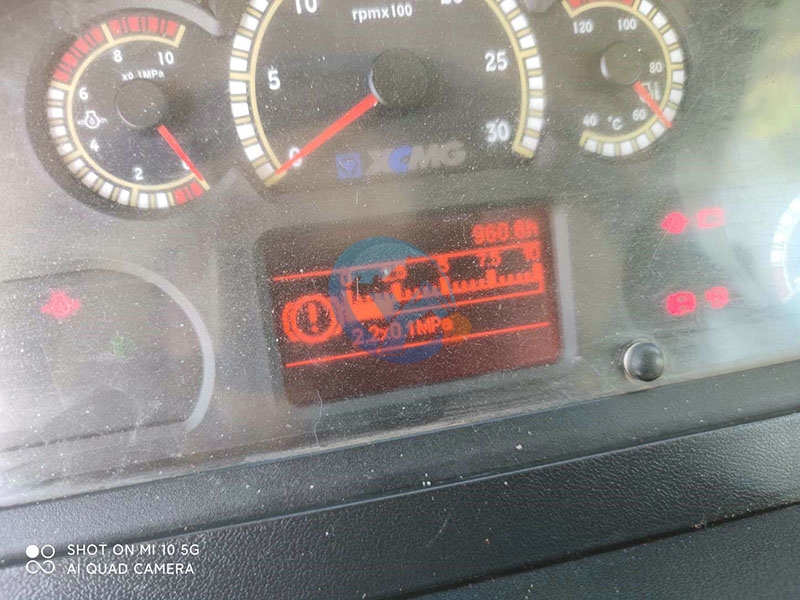 8 10
x0.1MPa
6
4
2
10
rpmx100
5
25
0
30
XCMG
120 100
80
60
40 °C
960.6h
0 2.5 5 7.5 10
2.2x0.1MPa
SHOT ON MI 10 5G
AI QUAD CAMERA